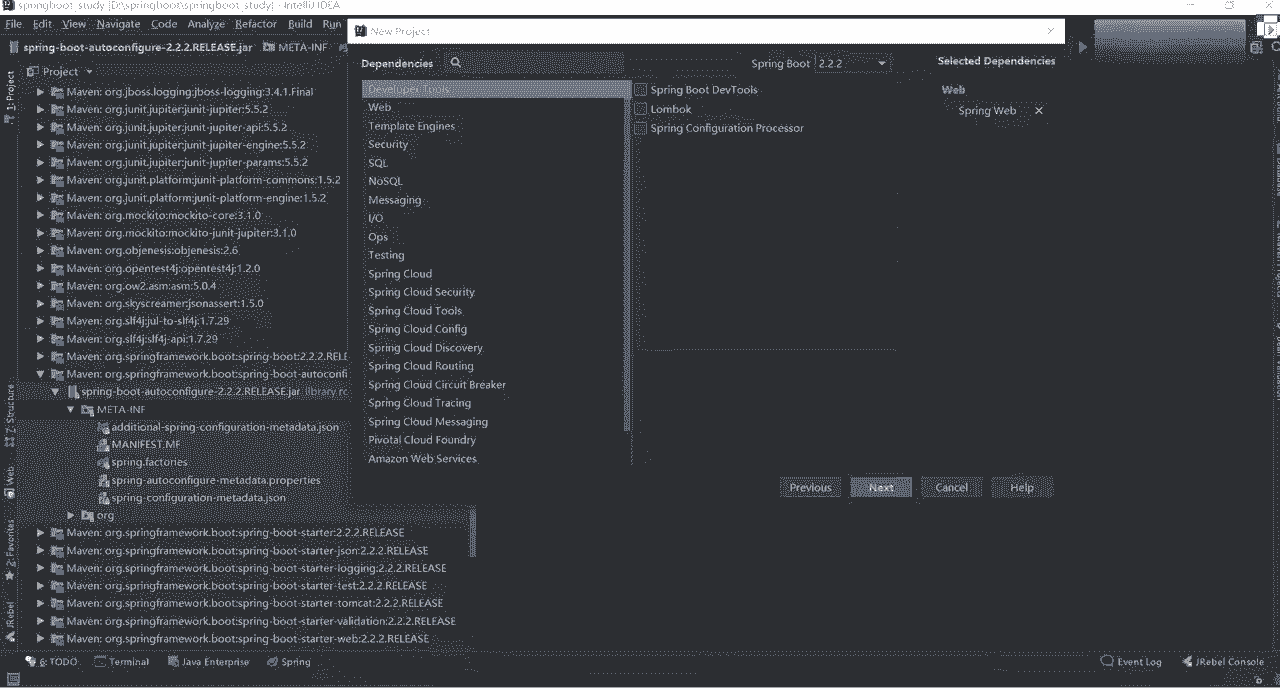 springboot_study [D:\springboot\springboot_study] - IntelliJ IDEA
File Edit View Navigate Code Analyze Refactor Build Run
New Project
spring-boot-autoconfigure-2.2.2.RELEASE.jar META-INF
Dependencies
Spring Boot 2.2.2
Selected Dependencies
Project
1: Project
Maven: org.jboss.logging:jboss-logging:3.4.1.Final
Maven: org.junit.jupiter:junit-jupiter:5.5.2
Maven: org.junit.jupiter:junit-jupiter-api:5.5.2
Maven: org.junit.jupiter:junit-jupiter-engine:5.5.2
Maven: org.junit.jupiter:junit-jupiter-params:5.5.2
Maven: org.junit.platform:junit-platform-commons:1.5.2
Maven: org.junit.platform:junit-platform-engine:1.5.2
Maven: org.mockito:mockito-core:3.1.0
Maven: org.mockito:mockito-junit-jupiter:3.1.0
Maven: org.objenesis:objenesis:2.6
Maven: org.opentest4j:opentest4j:1.2.0
Maven: org.ow2.asm:asm:5.0.4
Maven: org.skyscreamer:jsonassert:1.5.0
Maven: org.slf4j:jul-to-slf4j:1.7.29
Maven: org.slf4j:slf4j-api:1.7.29
Maven: org.springframework.boot:spring-boot:2.2.2.RELE
Maven: org.springframework.boot:spring-boot-autoconfi
spring-boot-autoconfigure-2.2.2.RELEASE.jar library ro
META-INF
additional-spring-configuration-metadata.json
MANIFEST.MF
spring.factories
spring-autoconfigure-metadata.properties
spring-configuration-metadata.json
org
Maven: org.springframework.boot:spring-boot-starter:2.2.2.RELEASE
Maven: org.springframework.boot:spring-boot-starter-json:2.2.2.RELEASE
Maven: org.springframework.boot:spring-boot-starter-logging:2.2.2.RELEASE
Maven: org.springframework.boot:spring-boot-starter-test:2.2.2.RELEASE
Maven: org.springframework.boot:spring-boot-starter-tomcat:2.2.2.RELEASE
Maven: org.springframework.boot:spring-boot-starter-validation:2.2.2.RELEASE
Maven: org.springframework.boot:spring-boot-starter-web:2.2.2.RELEASE
7: Structure
Web
2: Favorites
JRebel
Developer Tools
Web
Template Engines
Security
SQL
NoSQL
Messaging
I/O
Ops
Testing
Spring Cloud
Spring Cloud Security
Spring Cloud Tools
Spring Cloud Config
Spring Cloud Discovery
Spring Cloud Routing
Spring Cloud Circuit Breaker
Spring Cloud Tracing
Spring Cloud Messaging
Pivotal Cloud Foundry
Amazon Web Services
Spring Boot DevTools
Lombok
Spring Configuration Processor
Web
Spring Web
Previous Next Cancel Help
6: TODO Terminal Java Enterprise Spring Event Log JRebel Console